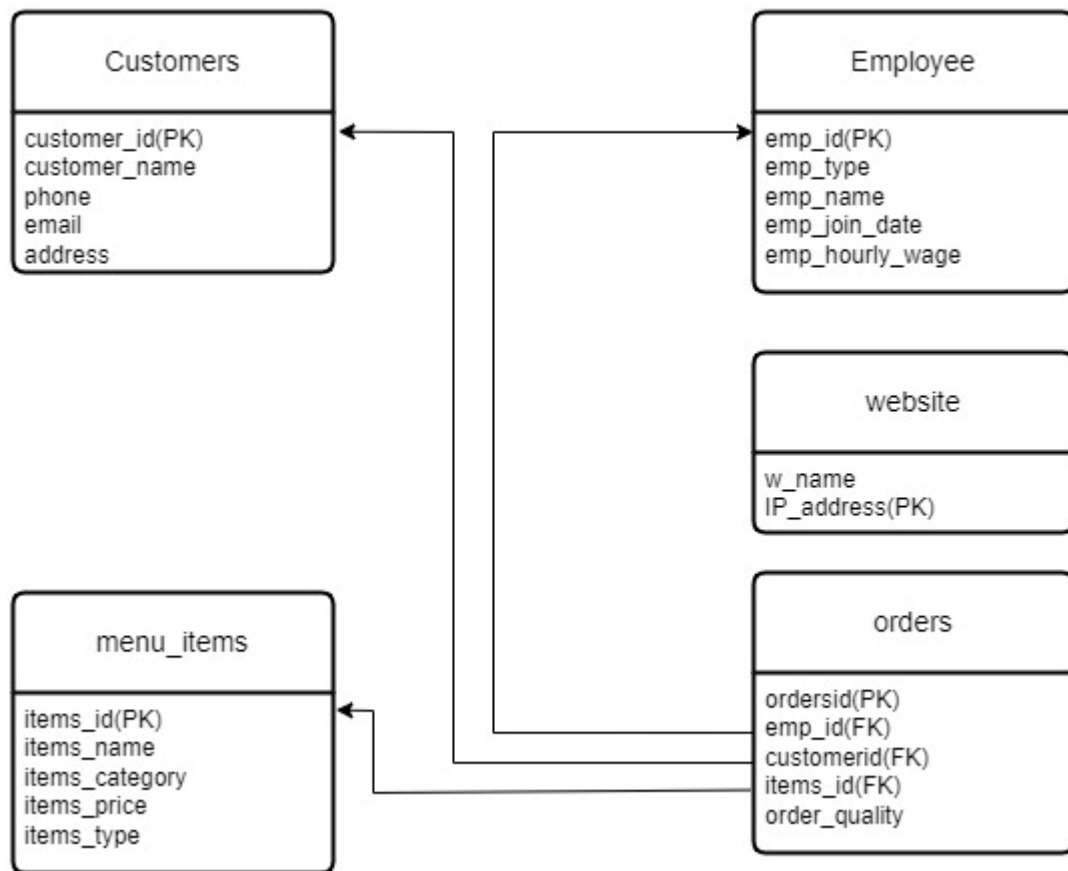 Customers
customer_id(PK)
customer_name
phone
email
address
Employee
emp_id(PK)
emp_type
emp_name
emp_join_date
emp_hourly_wage
website
w_name
IP_address(PK)
menu_items
items_id(PK)
items_name
items_category
items_price
items_type
orders
ordersid(PK)
emp_id(FK)
customerid(FK)
items_id(FK)
order_quality